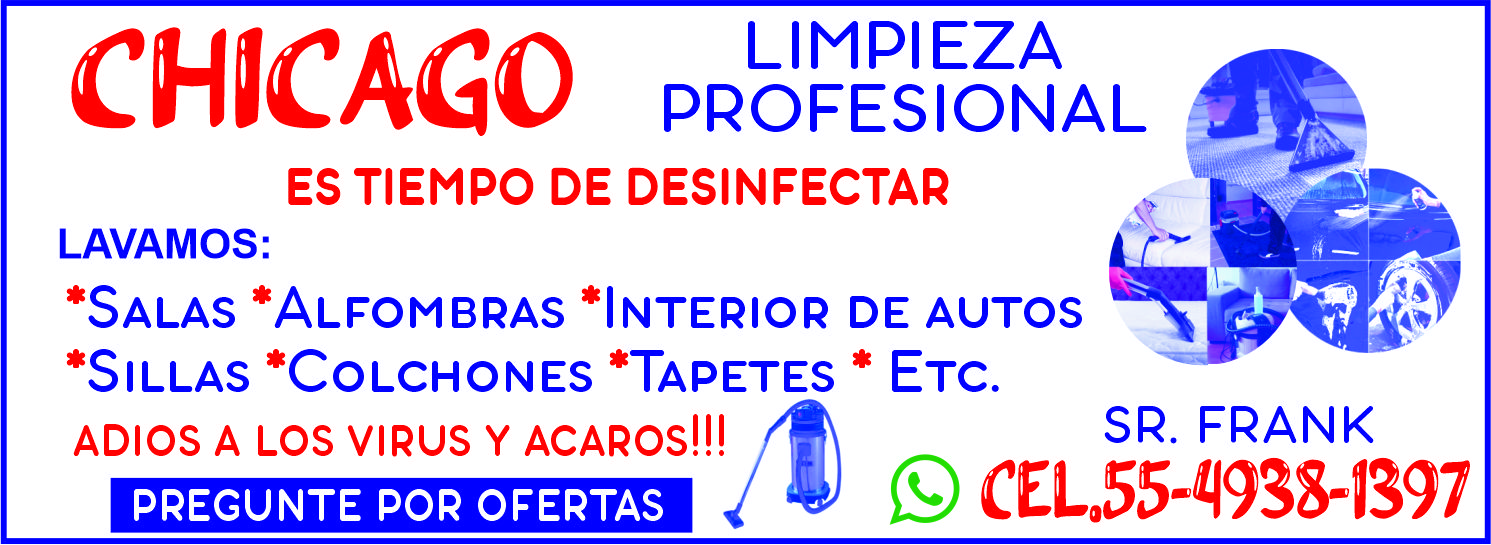 CHICAGO
LIMPIEZA
PROFESIONAL
ES TIEMPO DE DESINFECTAR
LAVAMOS:
*SALAS *ALFOMBRAS *INTERIOR DE AUTOS
*SILLAS *COLCHONES *TAPETES * ETC.
ADIOS A LOS VIRUS Y ACAROS!!!
PREGUNTE POR OFERTAS
SR. FRANK
CEL.55-4938-1397